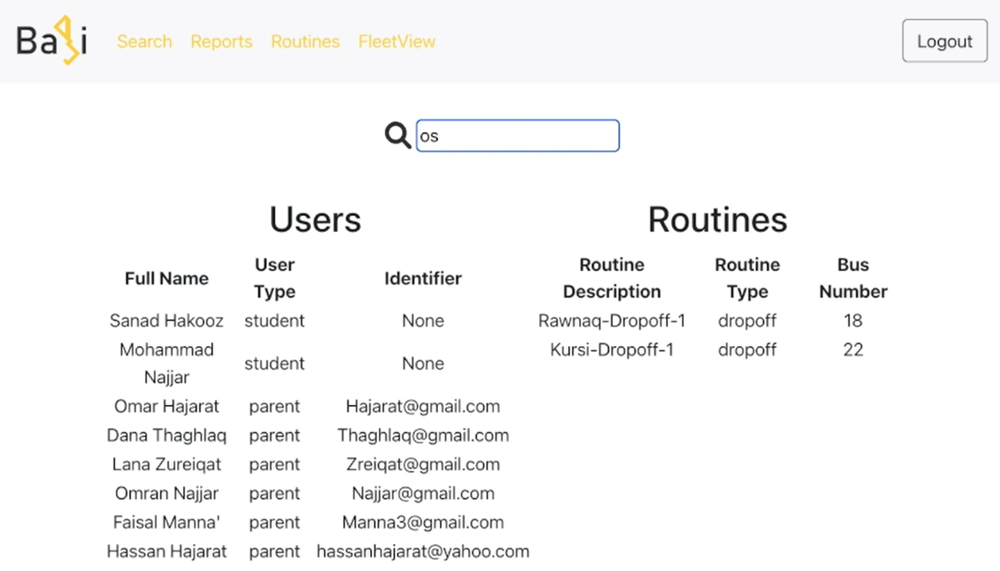 Ba i
Search Reports Routines FleetView
Logout
os
Users
Full Name User Type Identifier
Sanad Hakooz student None
Mohammad Najjar student None
Omar Hajarat parent Hajarat@gmail.com
Dana Thaghlaq parent Thaghlaq@gmail.com
Lana Zureiqat parent Zreiqat@gmail.com
Omran Najjar parent Najjar@gmail.com
Faisal Manna' parent Manna3@gmail.com
Hassan Hajarat parent hassanhajarat@yahoo.com
Routines
Routine Description Routine Type Bus Number
Rawnaq-Dropoff-1 dropoff 18
Kursi-Dropoff-1 dropoff 22